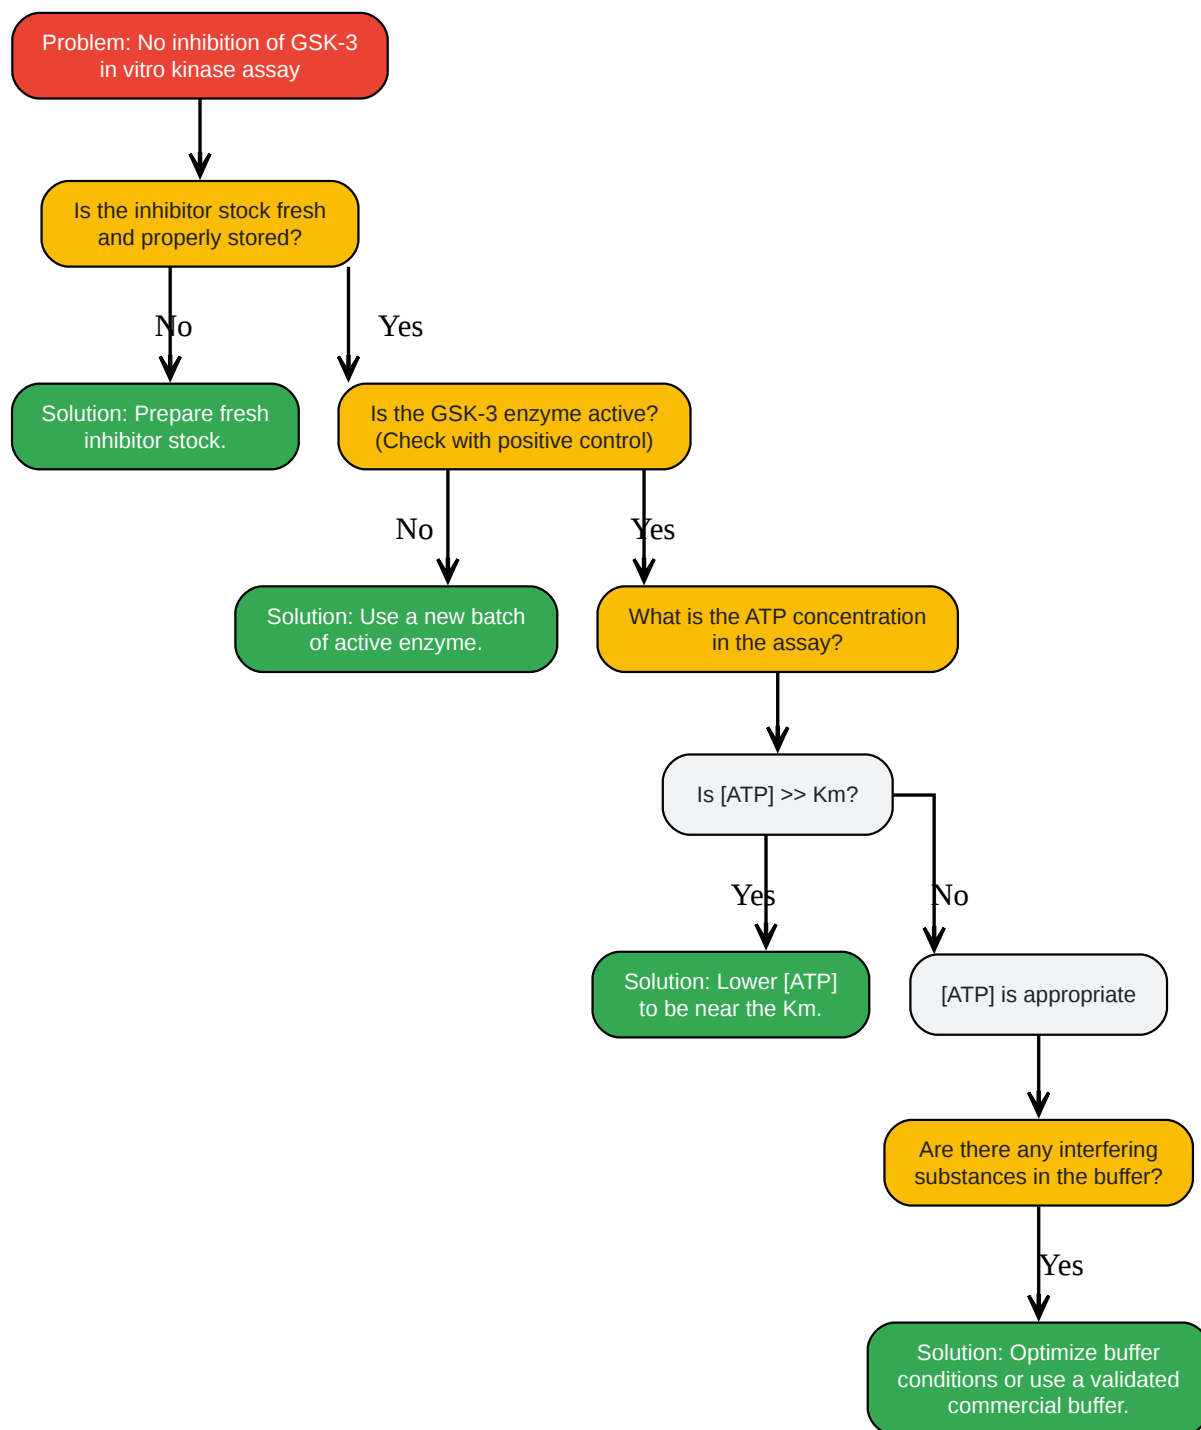 Problem: No inhibition of GSK-3
in vitro kinase assay
Is the inhibitor stock fresh
and properly stored?
No
Yes
Solution: Prepare fresh
inhibitor stock.
Is the GSK-3 enzyme active?
(Check with positive control)
No
Yes
Solution: Use a new batch
of active enzyme.
What is the ATP concentration
in the assay?
Is [ATP] >> Km?
Yes
No
Solution: Lower [ATP]
to be near the Km.
[ATP] is appropriate
Are there any interfering
substances in the buffer?
Yes
Solution: Optimize buffer
conditions or use a validated
commercial buffer.